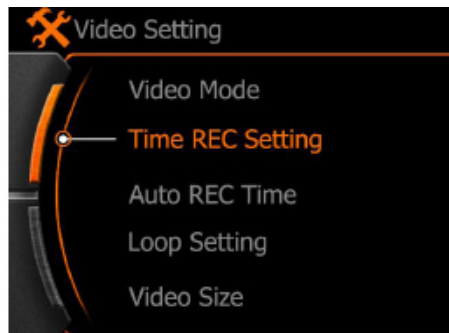 Video Setting
Video Mode
Time REC Setting
Auto REC Time
Loop Setting
Video Size